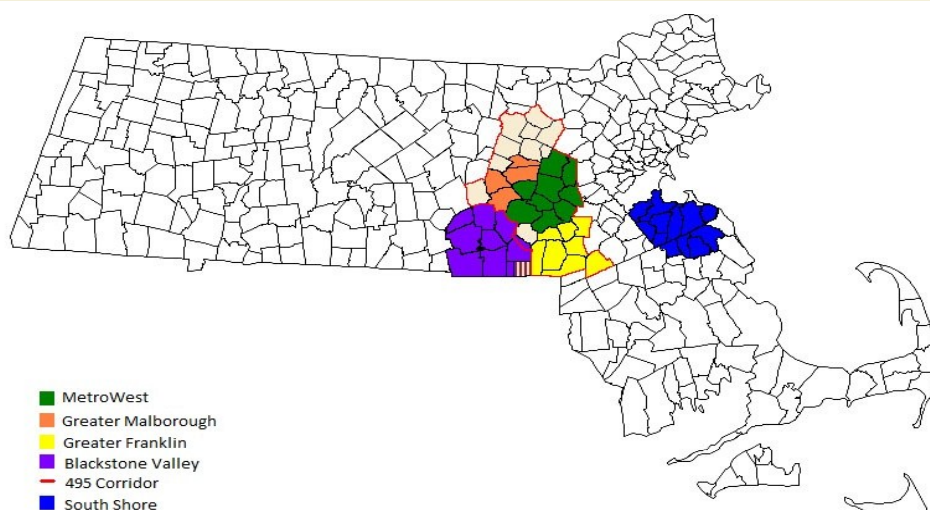 MetroWest
Greater Malborough
Greater Franklin
Blackstone Valley
495 Corridor
South Shore